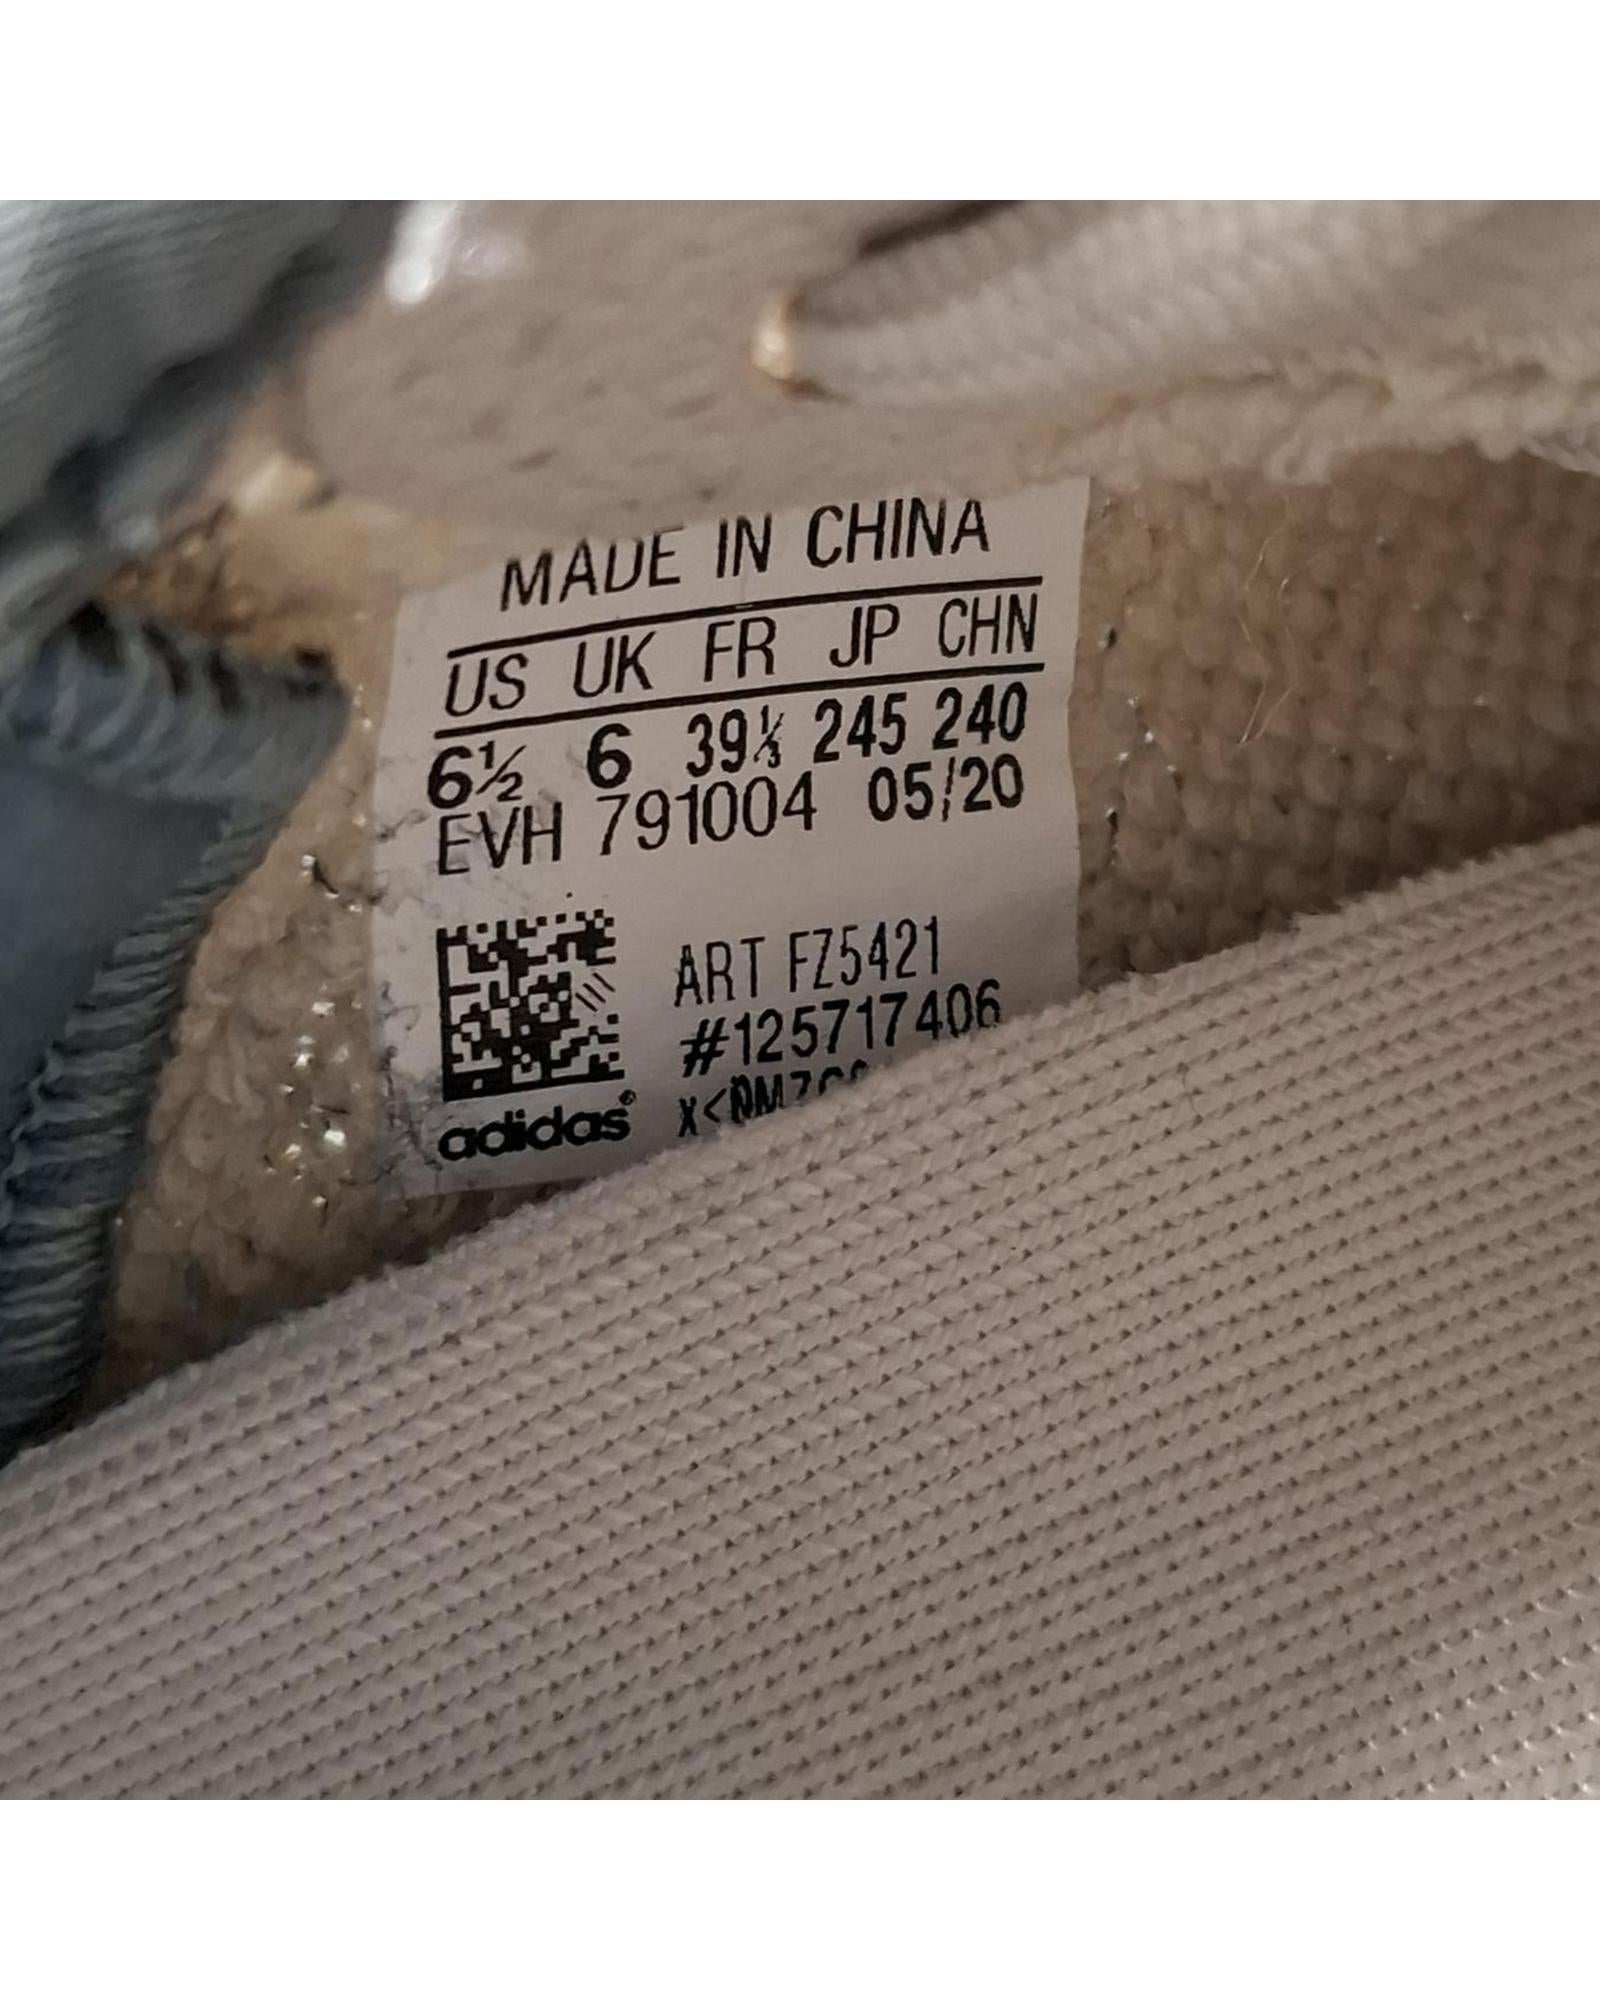 MADE IN CHINA
US UK FR JP CHN
6½ 6 39⅓ 245 240
EVH 791004 05/20
ART FZ5421
#125717406
adidas